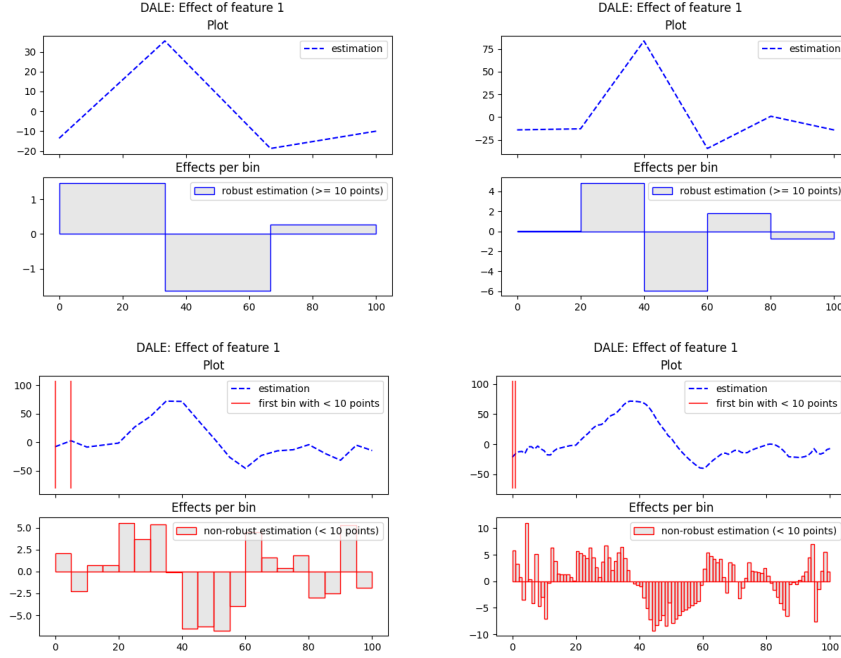 DALE: Effect of feature 1
Plot
30
20
10
0
−10
−20
estimation
Effects per bin
1
0
−1
robust estimation (>= 10 points)
0 20 40 60 80 100
DALE: Effect of feature 1
Plot
75
50
25
0
−25
estimation
Effects per bin
4
2
0
−2
−4
−6
robust estimation (>= 10 points)
0 20 40 60 80 100
DALE: Effect of feature 1
Plot
100
50
0
−50
estimation
first bin with < 10 points
Effects per bin
5.0
2.5
0.0
−2.5
−5.0
non-robust estimation (< 10 points)
0 20 40 60 80 100
DALE: Effect of feature 1
Plot
100
50
0
−50
estimation
first bin with < 10 points
Effects per bin
10
5
0
−5
−10
non-robust estimation (< 10 points)
0 20 40 60 80 100